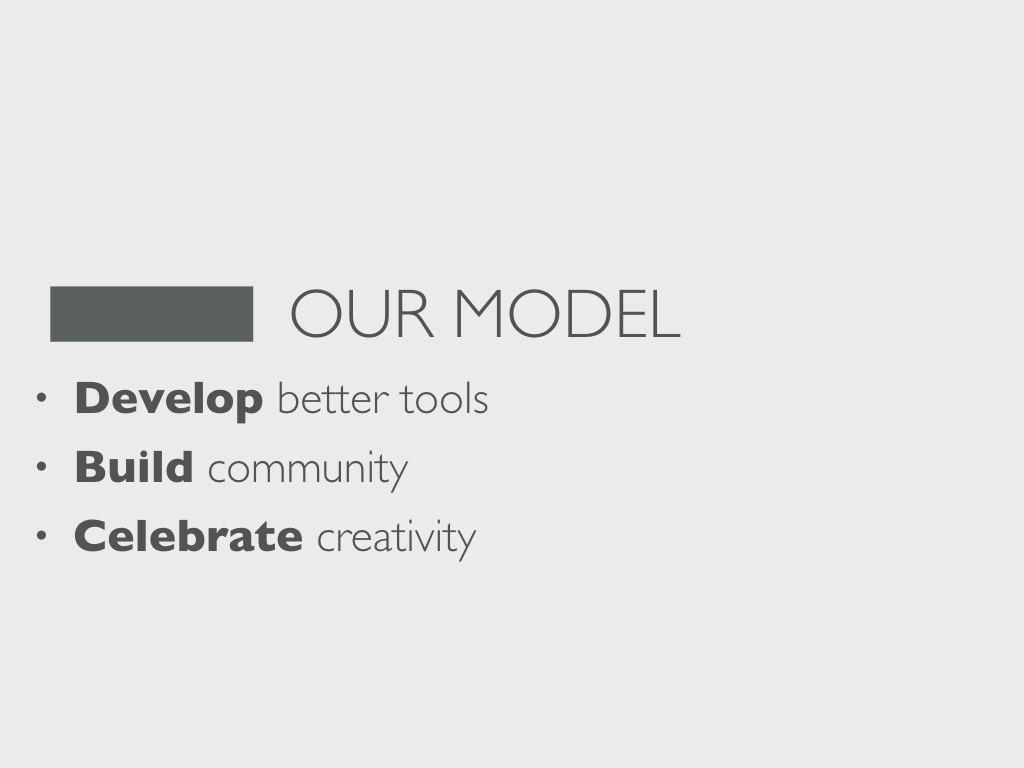 OUR MODEL
• Develop better tools
• Build community
• Celebrate creativity